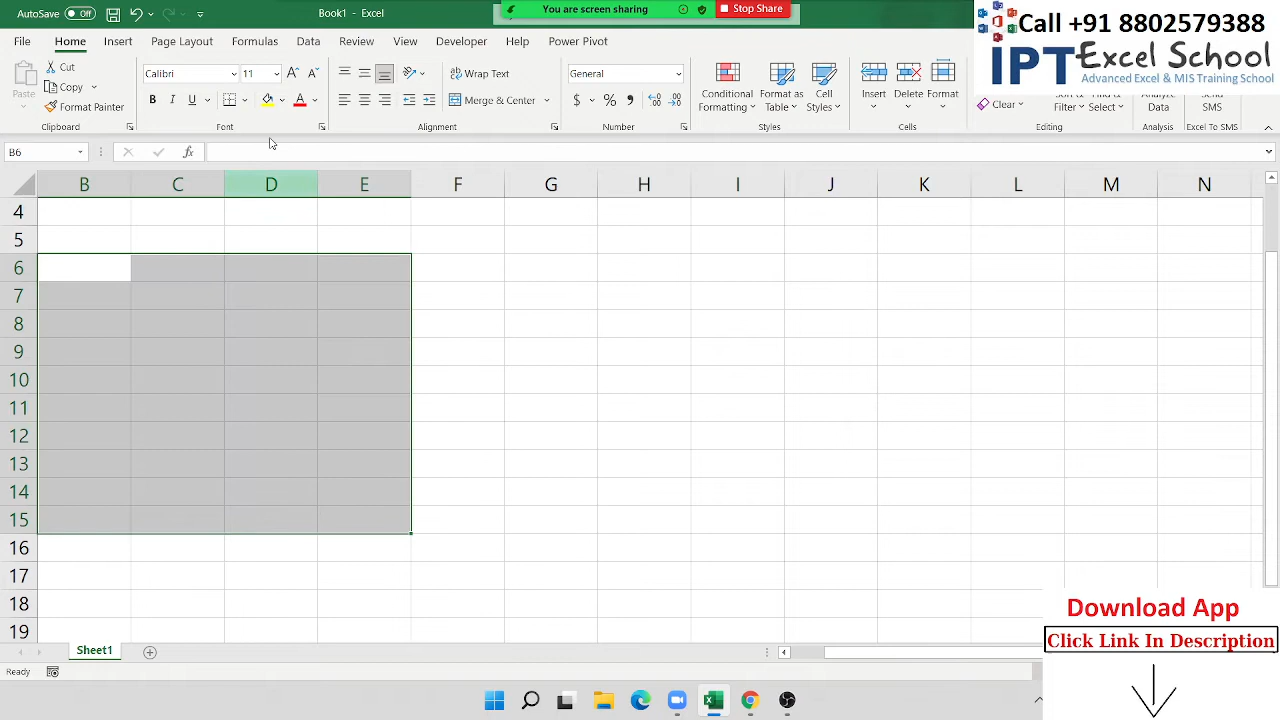 AutoSave Off
Book1 - Excel
You are screen sharing
Stop Share
Call +91 8802579388
IPT Excel School
Advanced Excel & MIS Training School
File Home Insert Page Layout Formulas Data Review View Developer Help Power Pivot
Cut
Copy
Format Painter
Paste
Clipboard
Calibri 11
B I U
Font
Wrap Text
Merge & Center
Alignment
General
$ % ,
Number
Conditional Formatting
Format as Table
Cell Styles
Styles
Insert Delete Format
Cells
Clear
Sort &
Filter
Find &
Select
Editing
Analyze
Data
Analysis
Send
SMS
Excel To SMS
B6
fx
B C D E F G H I J K L M N
4
5
6
7
8
9
10
11
12
13
14
15
16
17
18
19
Download App
Click Link In Description
Sheet1
Ready